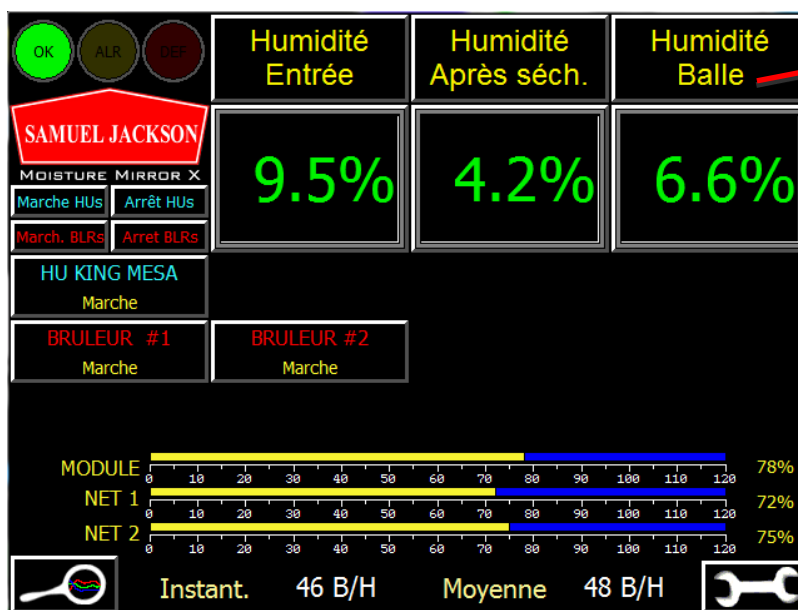 OK ALR DEF
Humidité
Entrée
Humidité
Après séch.
Humidité
Balle
SAMUEL JACKSON
MOISTURE MIRROR X
9.5%
4.2%
6.6%
Marche HUs Arrêt HUs
March. BLRs Arret BLRs
HU KING MESA
Marche
BRULEUR #1
Marche
BRULEUR #2
Marche
MODULE 0 10 20 30 40 50 60 70 80 90 100 110 120 78%
NET 1 0 10 20 30 40 50 60 70 80 90 100 110 120 72%
NET 2 0 10 20 30 40 50 60 70 80 90 100 110 120 75%
Instant. 46 B/H Moyenne 48 B/H